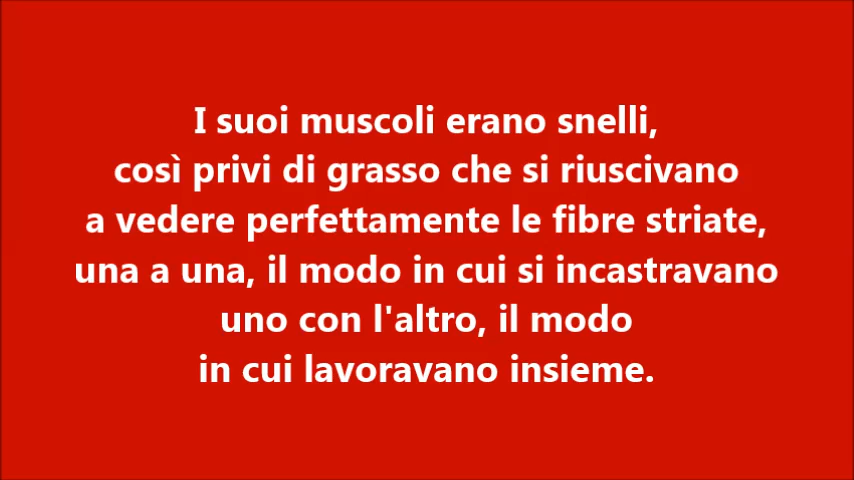 I suoi muscoli erano snelli,
così privi di grasso che si riuscivano
a vedere perfettamente le fibre striate,
una a una, il modo in cui si incastravano
uno con l'altro, il modo
in cui lavoravano insieme.